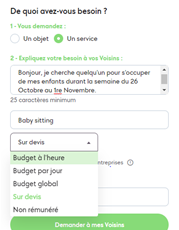 De quoi avez-vous besoin ?
1 - Vous demandez :
Un objet
Un service
2 - Expliquez votre besoin à vos Voisins :
Bonjour, je cherche quelqu'un pour s'occuper
de mes enfants durant la semaine du 26
Octobre au 1re Novembre.
25 caractères minimum
Baby sitting
Sur devis
Budget à l'heure
Budget par jour
entreprises
Budget global
Sur devis
Non rémunéré
Demander à mes Voisins